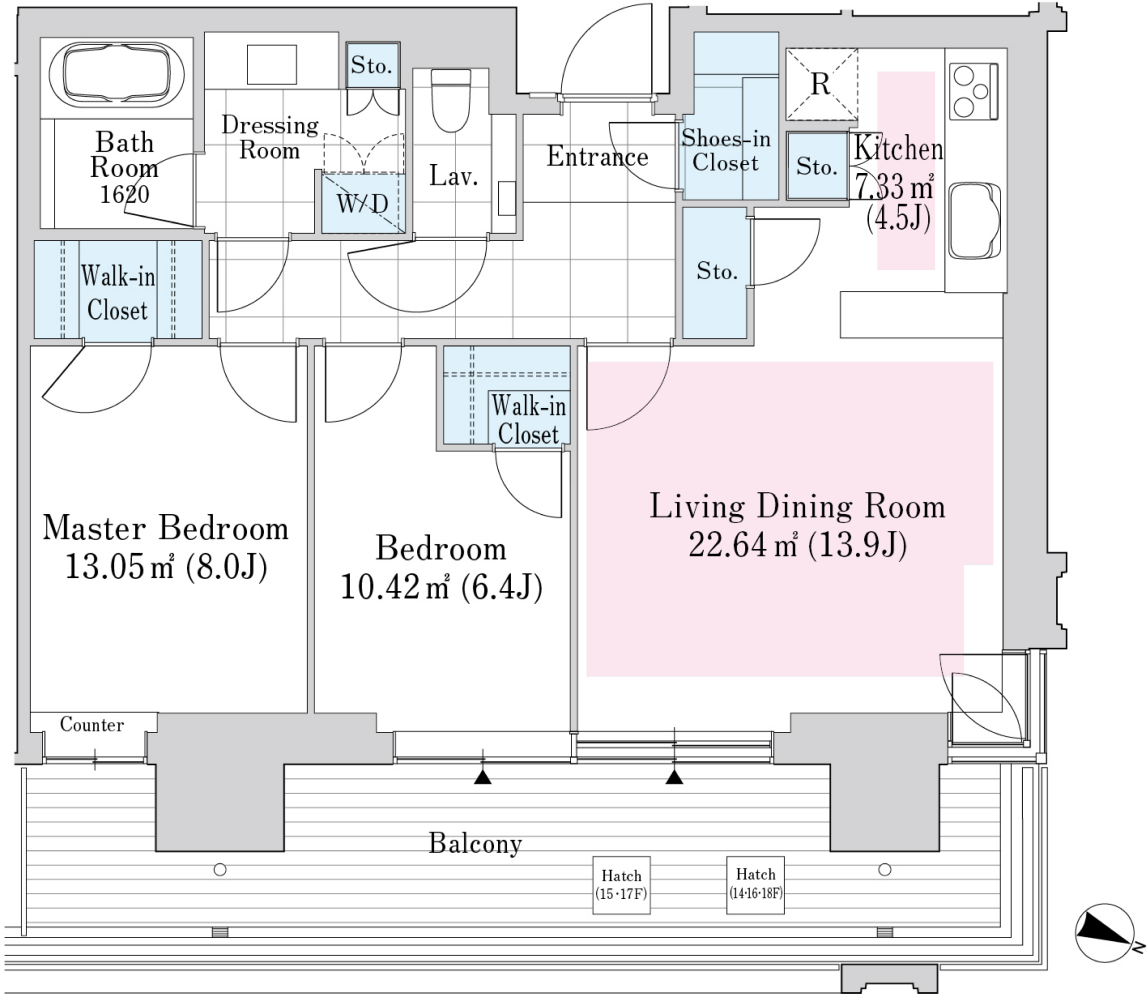 Bath
Room
1620
Dressing
Room
Sto.
W/D
Lav.
Entrance
Shoes-in
Closet
R
Sto.
Kitchen
7.33㎡
(4.5J)
Sto.
Walk-in
Closet
Walk-in
Closet
Master Bedroom
13.05㎡ (8.0J)
Bedroom
10.42㎡ (6.4J)
Living Dining Room
22.64㎡ (13.9J)
Counter
Balcony
Hatch
(15·17F)
Hatch
(14·16·18F)
N